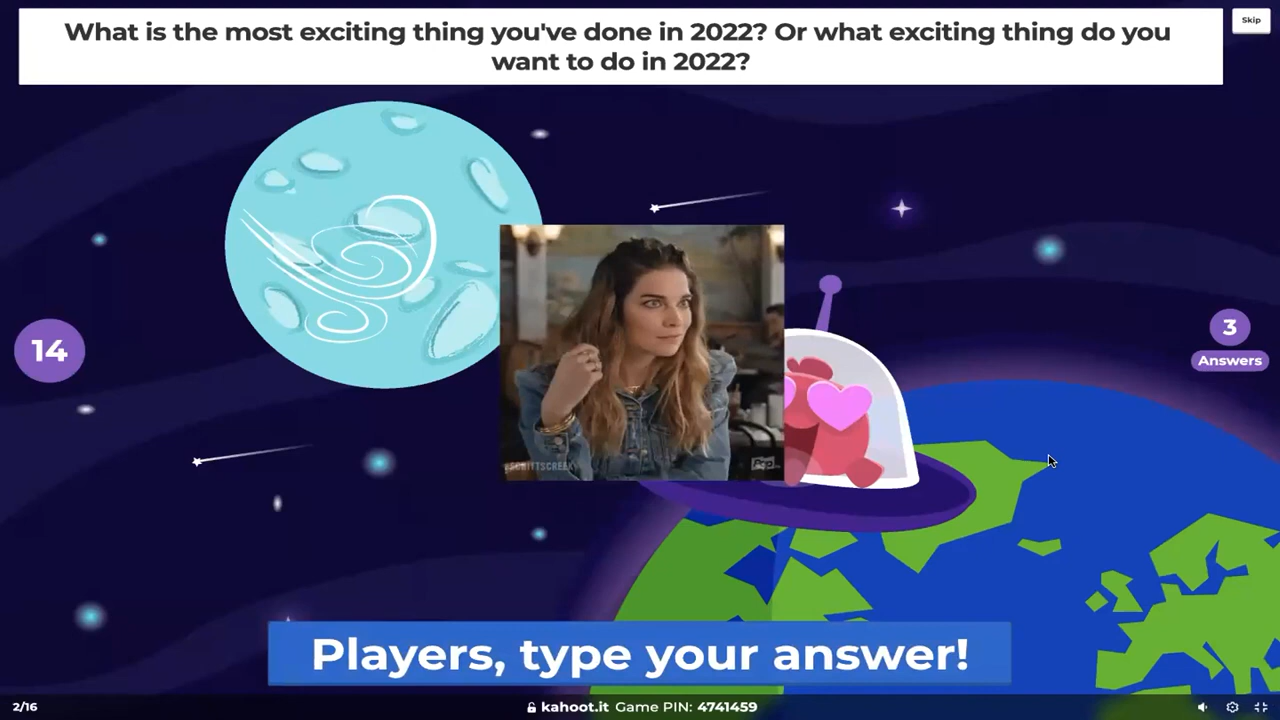 What is the most exciting thing you've done in 2022? Or what exciting thing do you
want to do in 2022?
Skip
14
3
Answers
#SCHITTSCREEK
Players, type your answer!
2/16
kahoot.it Game PIN: 4741459